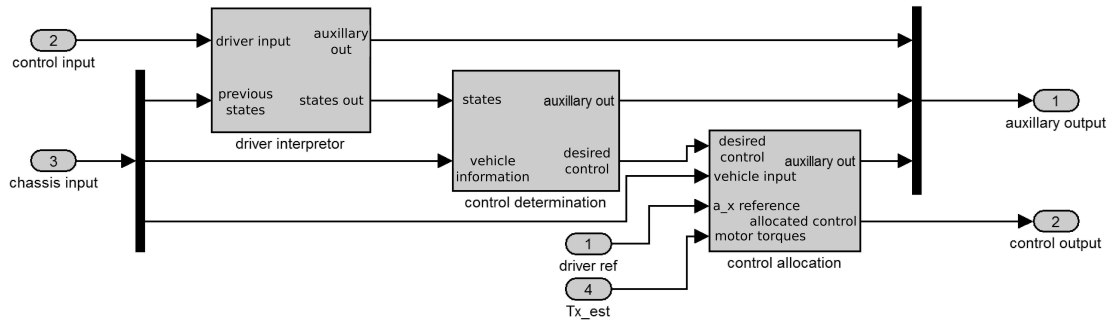 2
control input
3
chassis input
driver input
auxillary
out
previous
states
states out
driver interpretor
states
auxillary out
vehicle
information
desired
control
control determination
desired
control
auxillary out
vehicle input
a_x reference
allocated control
motor torques
control allocation
1
driver ref
4
Tx_est
1
auxillary output
2
control output